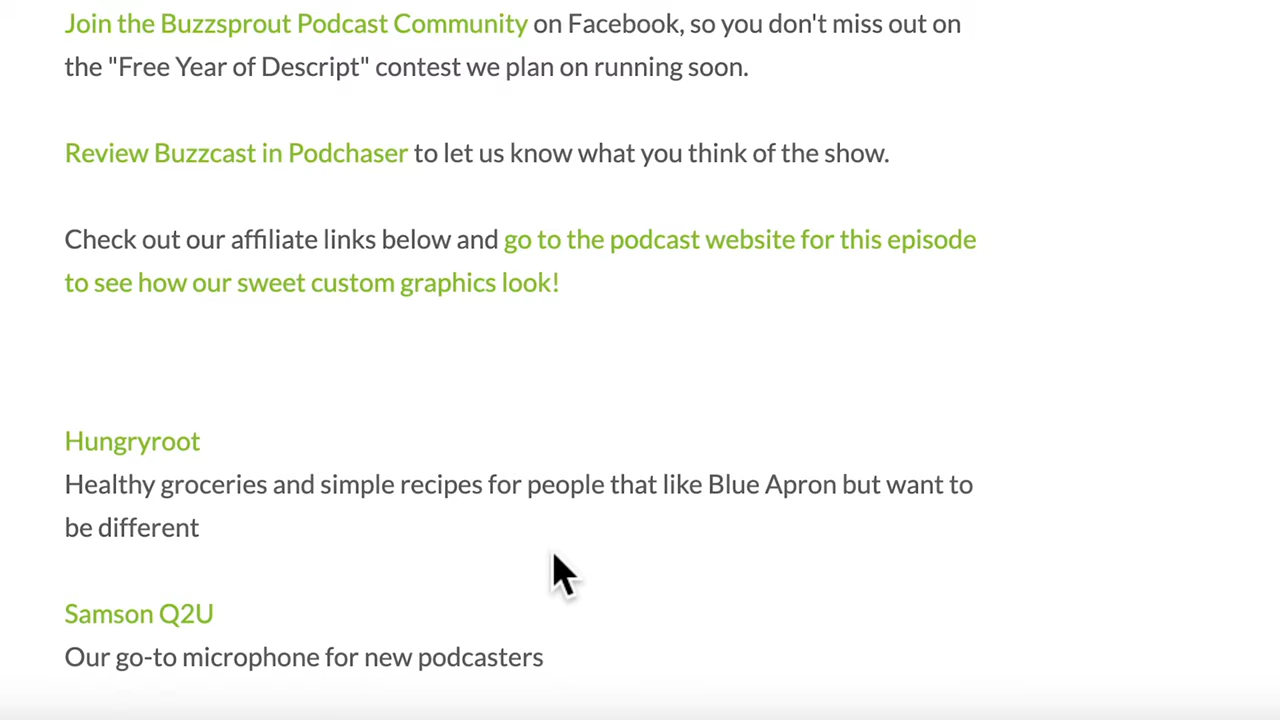 Join the Buzzsprout Podcast Community on Facebook, so you don't miss out on
the "Free Year of Descript" contest we plan on running soon.
Review Buzzcast in Podchaser to let us know what you think of the show.
Check out our affiliate links below and go to the podcast website for this episode
to see how our sweet custom graphics look!
Hungryroot
Healthy groceries and simple recipes for people that like Blue Apron but want to
be different
Samson Q2U
Our go-to microphone for new podcasters